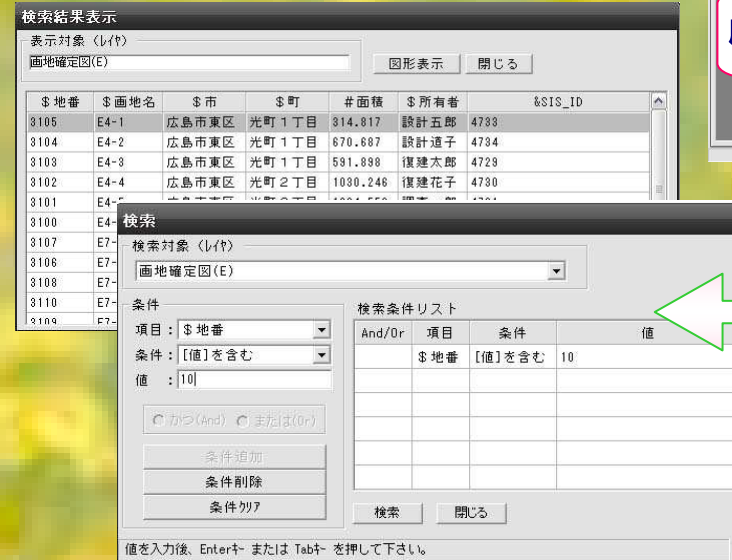 検索結果表示
表示対象（ﾚｲﾔ）
画地確定図(E)
図形表示 閉じる
＄地番 ＄画地名 ＄市 ＄町 ＃面積 ＄所有者 &SIS_ID
3105 E4-1 広島市東区 光町１丁目 314.817 設計五郎 4733
3104 E4-2 広島市東区 光町１丁目 670.687 設計道子 4734
3103 E4-3 広島市東区 光町１丁目 591.898 復建太郎 4729
3102 E4-4 広島市東区 光町２丁目 1030.246 復建花子 4730
3101
3100 E4-
3107 E7-
3106 E7-
3108 E7-
3110 E7-
3109 E7-
検索
検索対象（ﾚｲﾔ）
画地確定図(E)
条件
項目：＄地番
条件：[値]を含む
値　：10
かつ(And) または(Or)
条件追加
条件削除
条件ｸﾘｱ
検索条件リスト
And/Or 項目 条件 値
＄地番 [値]を含む 10
検索 閉じる
値を入力後、Enterｷｰ または Tabｷｰ を押して下さい。